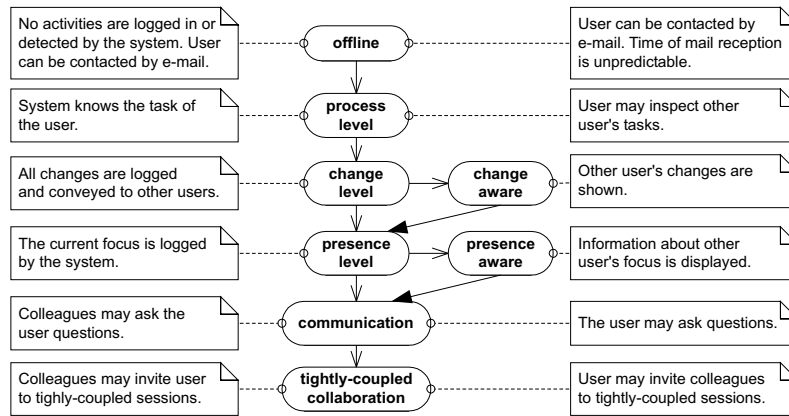 No activities are logged in or
detected by the system. User
can be contacted by e-mail.
offline
User can be contacted by
e-mail. Time of mail reception
is unpredictable.
System knows the task of
the user.
process
level
User may inspect other
user's tasks.
All changes are logged
and conveyed to other users.
change
level
change
aware
Other user's changes are
shown.
The current focus is logged
by the system.
presence
level
presence
aware
Information about other
user's focus is displayed.
Colleagues may ask the
user questions.
communication
The user may ask questions.
Colleagues may invite user
to tighly-coupled sessions.
tightly-coupled
collaboration
User may invite colleagues
to tightly-coupled sessions.